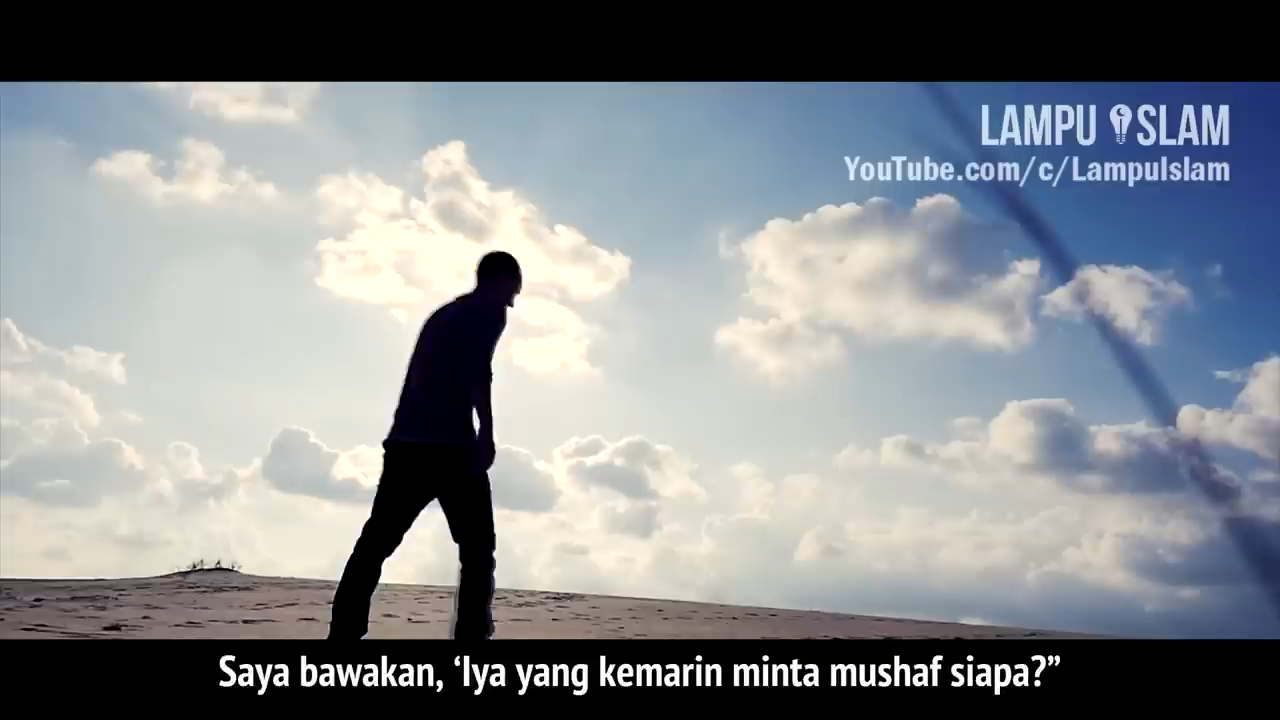 LAMPU ISLAM
YouTube.com/c/LampuIslam
Saya bawakan, ‘Iya yang kemarin minta mushaf siapa?”